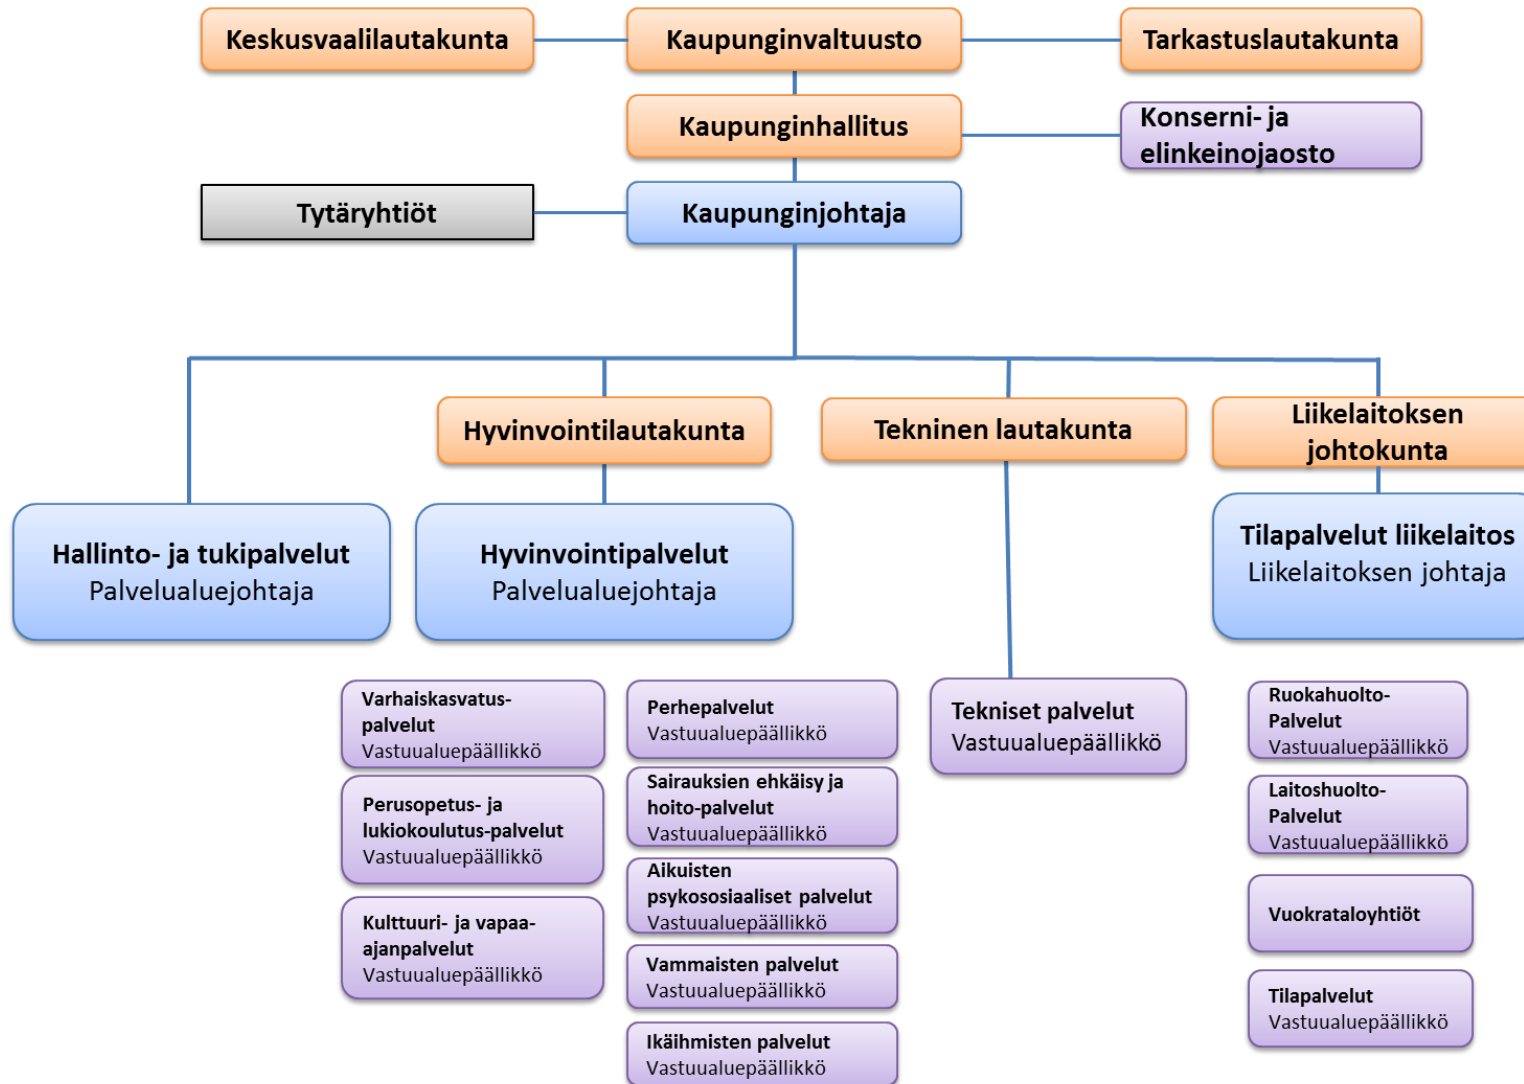 Keskusvaalilautakunta
Kaupunginvaltuusto
Tarkastuslautakunta
Kaupunginhallitus
Konserni- ja
elinkeinojaosto
Tytäryhtiöt
Kaupunginjohtaja
Hyvinvointilautakunta
Tekninen lautakunta
Liikelaitoksen
johtokunta
Hallinto- ja tukipalvelut
Palvelualuejohtaja
Hyvinvointipalvelut
Palvelualuejohtaja
Tilapalvelut liikelaitos
Liikelaitoksen johtaja
Varhaiskasvatus-
palvelut
Vastuualuepäällikkö
Perusopetus- ja
lukiokoulutus-palvelut
Vastuualuepäällikkö
Kulttuuri- ja vapaa-
ajanpalvelut
Vastuualuepäällikkö
Perhepalvelut
Vastuualuepäällikkö
Sairauksien ehkäisy ja
hoito-palvelut
Vastuualuepäällikkö
Aikuisten
psykososiaaliset palvelut
Vastuualuepäällikkö
Vammaisten palvelut
Vastuualuepäällikkö
Ikäihmisten palvelut
Vastuualuepäällikkö
Tekniset palvelut
Vastuualuepäällikkö
Ruokahuolto-
Palvelut
Vastuualuepäällikkö
Laitoshuolto-
Palvelut
Vastuualuepäällikkö
Vuokrataloyhtiöt
Tilapalvelut
Vastuualuepäällikkö